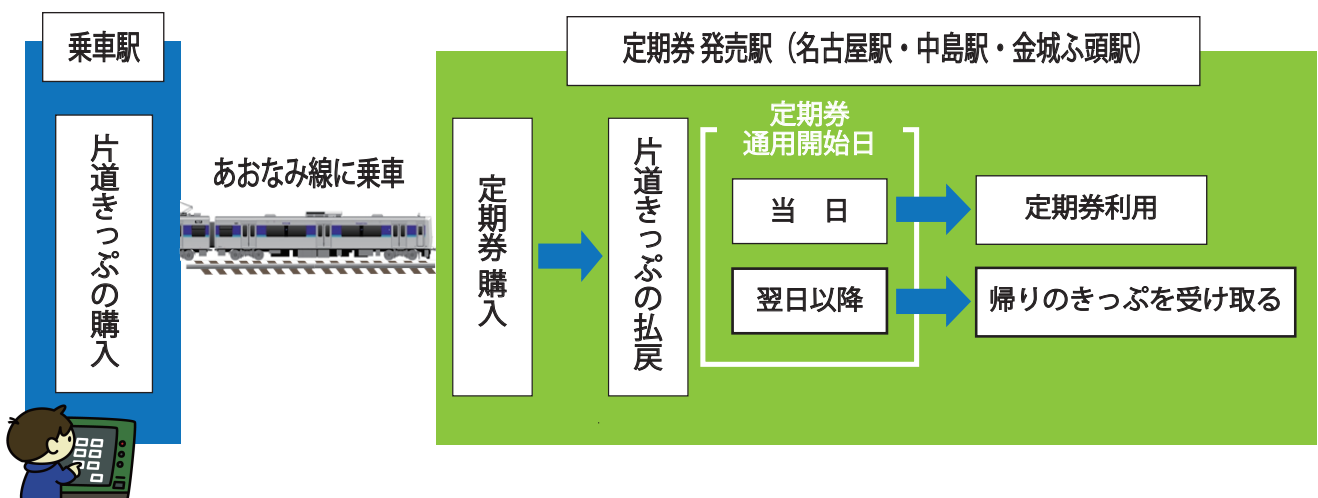 乗車駅
片道きっぷの購入
あおなみ線に乗車
定期券 発売駅（名古屋駅・中島駅・金城ふ頭駅）
定期券 購入
片道きっぷの払戻
定期券
通用開始日
当　日
定期券利用
翌日以降
帰りのきっぷを受け取る